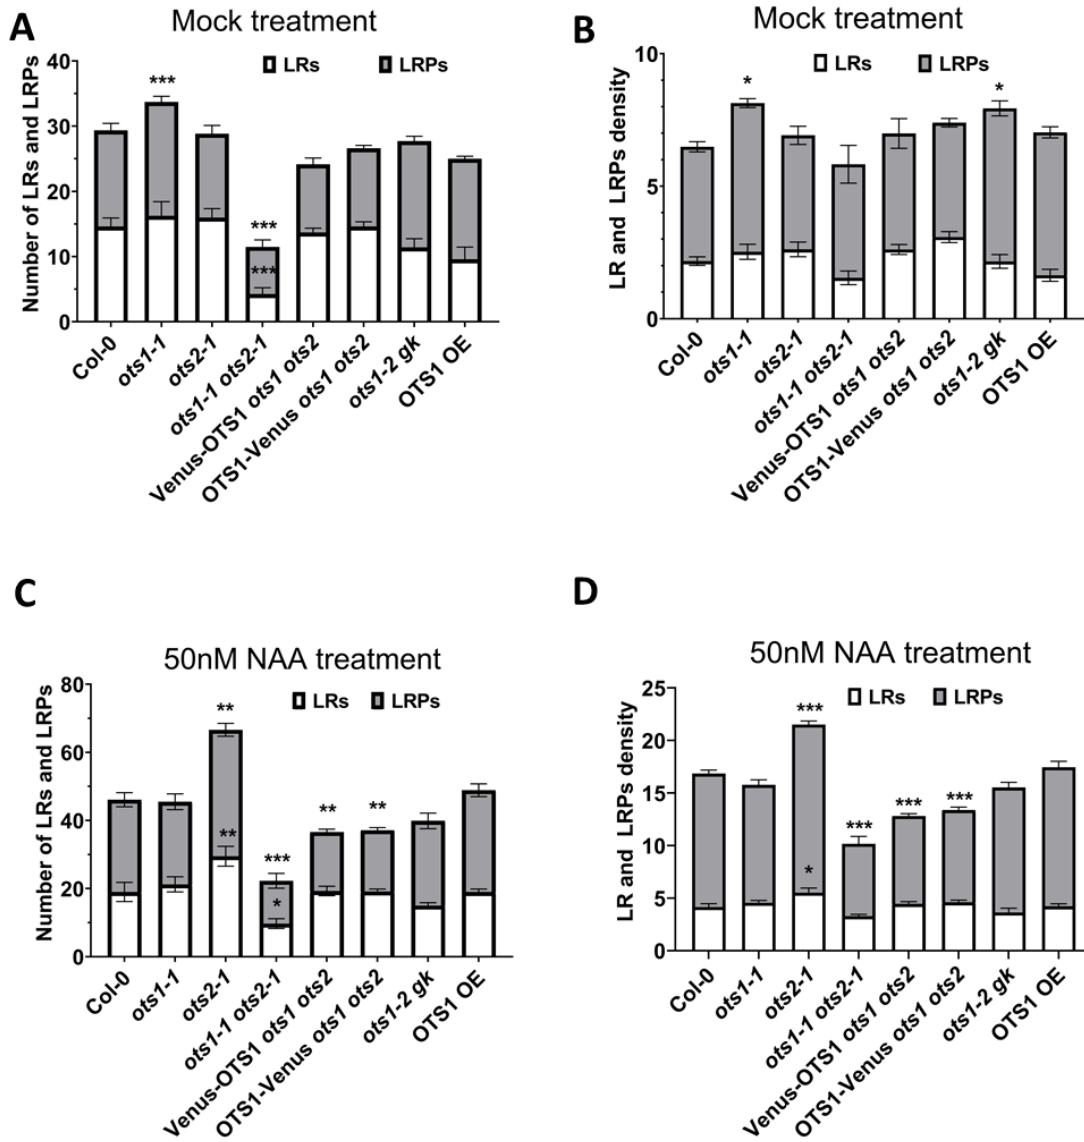 A
Mock treatment
LRs
LRPs
Number of LRs and LRPs
40
30
20
10
0
***
***
***
Col-0
ots1-1
ots2-1
ots1-1 ots2-1
Venus-OTS1 ots1 ots2
OTS1-Venus ots1 ots2
ots1-2 gk
OTS1 OE
B
Mock treatment
LRs
LRPs
LR and LRPs density
10
5
0
*
*
Col-0
ots1-1
ots2-1
ots1-1 ots2-1
Venus-OTS1 ots1 ots2
OTS1-Venus ots1 ots2
ots1-2 gk
OTS1 OE
C
50nM NAA treatment
LRs
LRPs
Number of LRs and LRPs
80
60
40
20
0
**
**
***
*
**
**
Col-0
ots1-1
ots2-1
ots1-1 ots2-1
Venus-OTS1 ots1 ots2
OTS1-Venus ots1 ots2
ots1-2 gk
OTS1 OE
D
50nM NAA treatment
LRs
LRPs
LR and LRPs density
25
20
15
10
5
0
***
*
***
***
***
Col-0
ots1-1
ots2-1
ots1-1 ots2-1
Venus-OTS1 ots1 ots2
OTS1-Venus ots1 ots2
ots1-2 gk
OTS1 OE